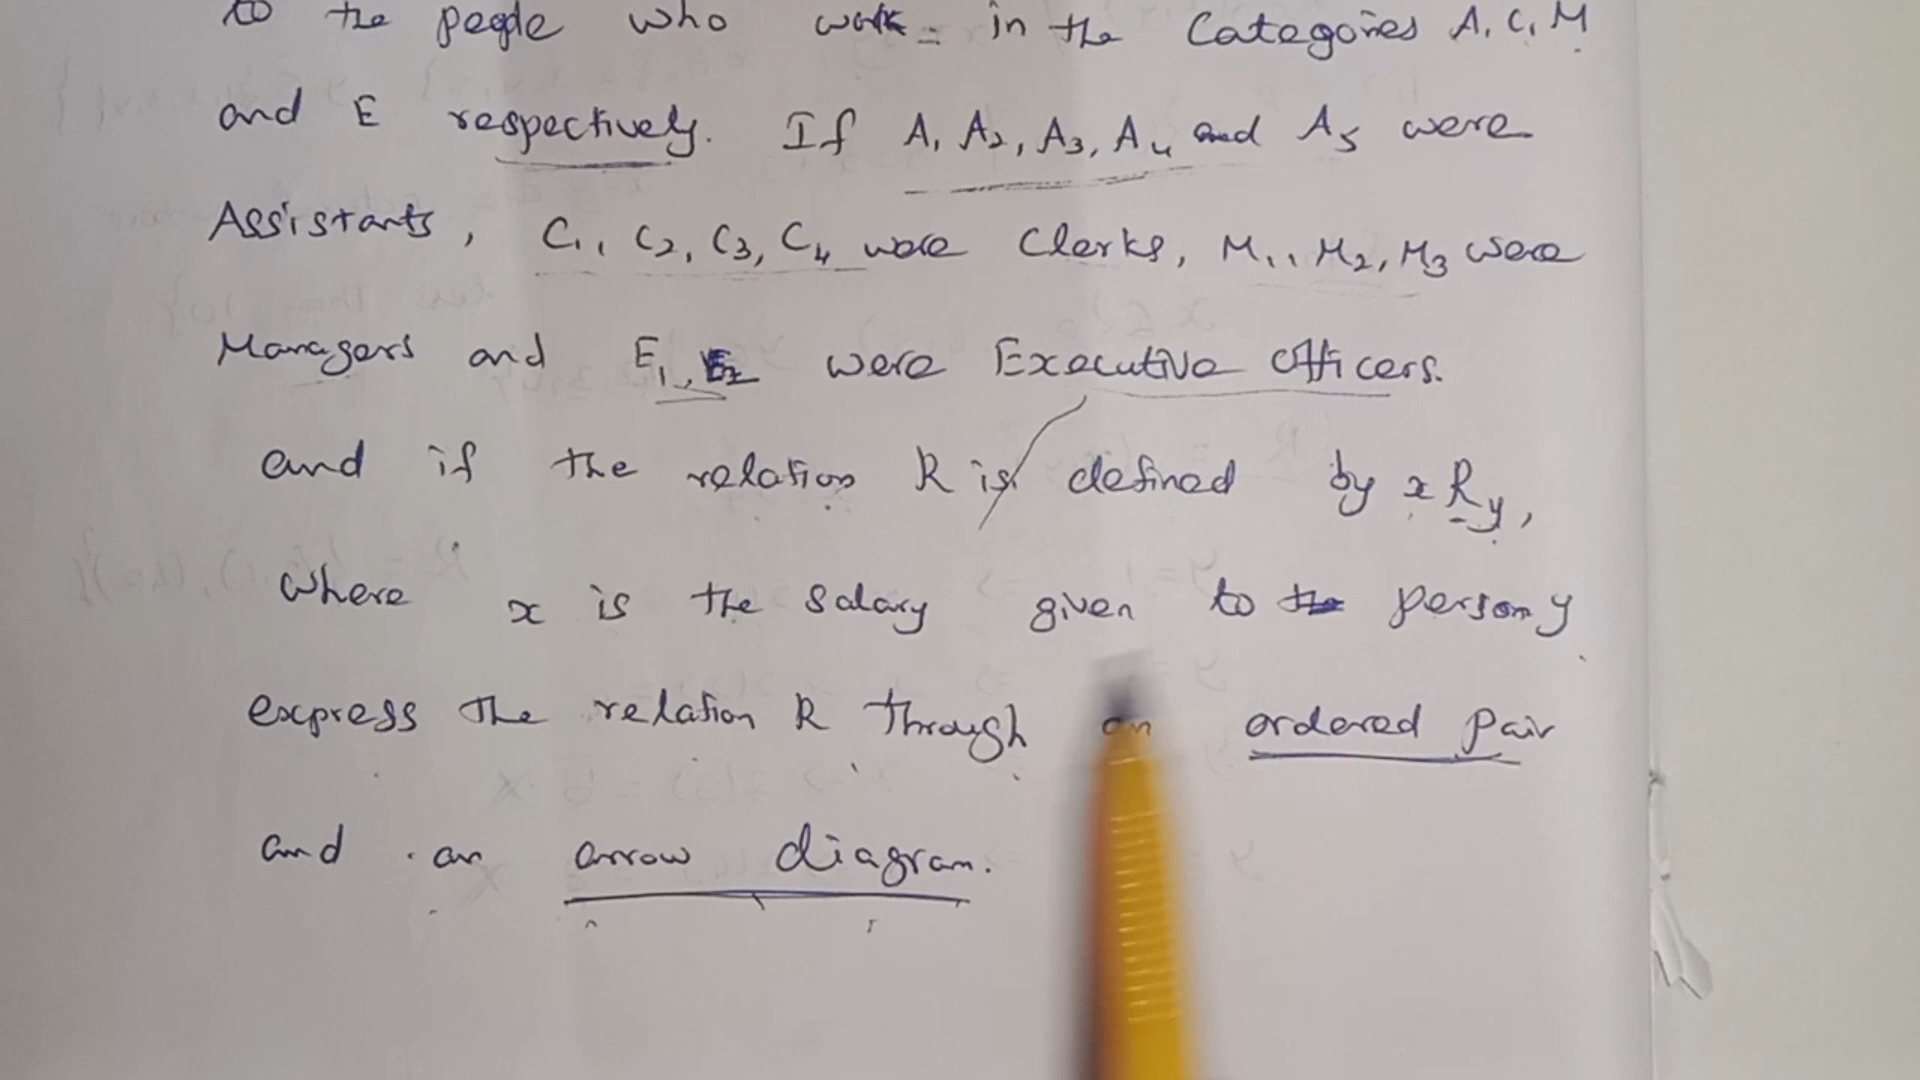 to the people who work in the Categories A, C, M
and E respectively. If A1 A2, A3, A4 and A5 were
Assistants, C1, C2, C3, C4 were Clerks, M1, M2, M3 were
Managers and E1, E2 were Executive Officers.
and if the relation R is defined by xRy,
where x is the salary given to person y
express the relation R through an ordered pair
and an arrow diagram.